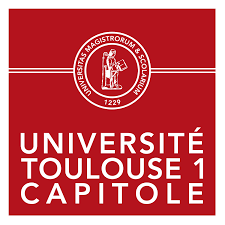 UNIVERSITAS MAGISTRORUM & SCOLARIUM
1229
UNIVERSITÉ
TOULOUSE 1
CAPITOLE